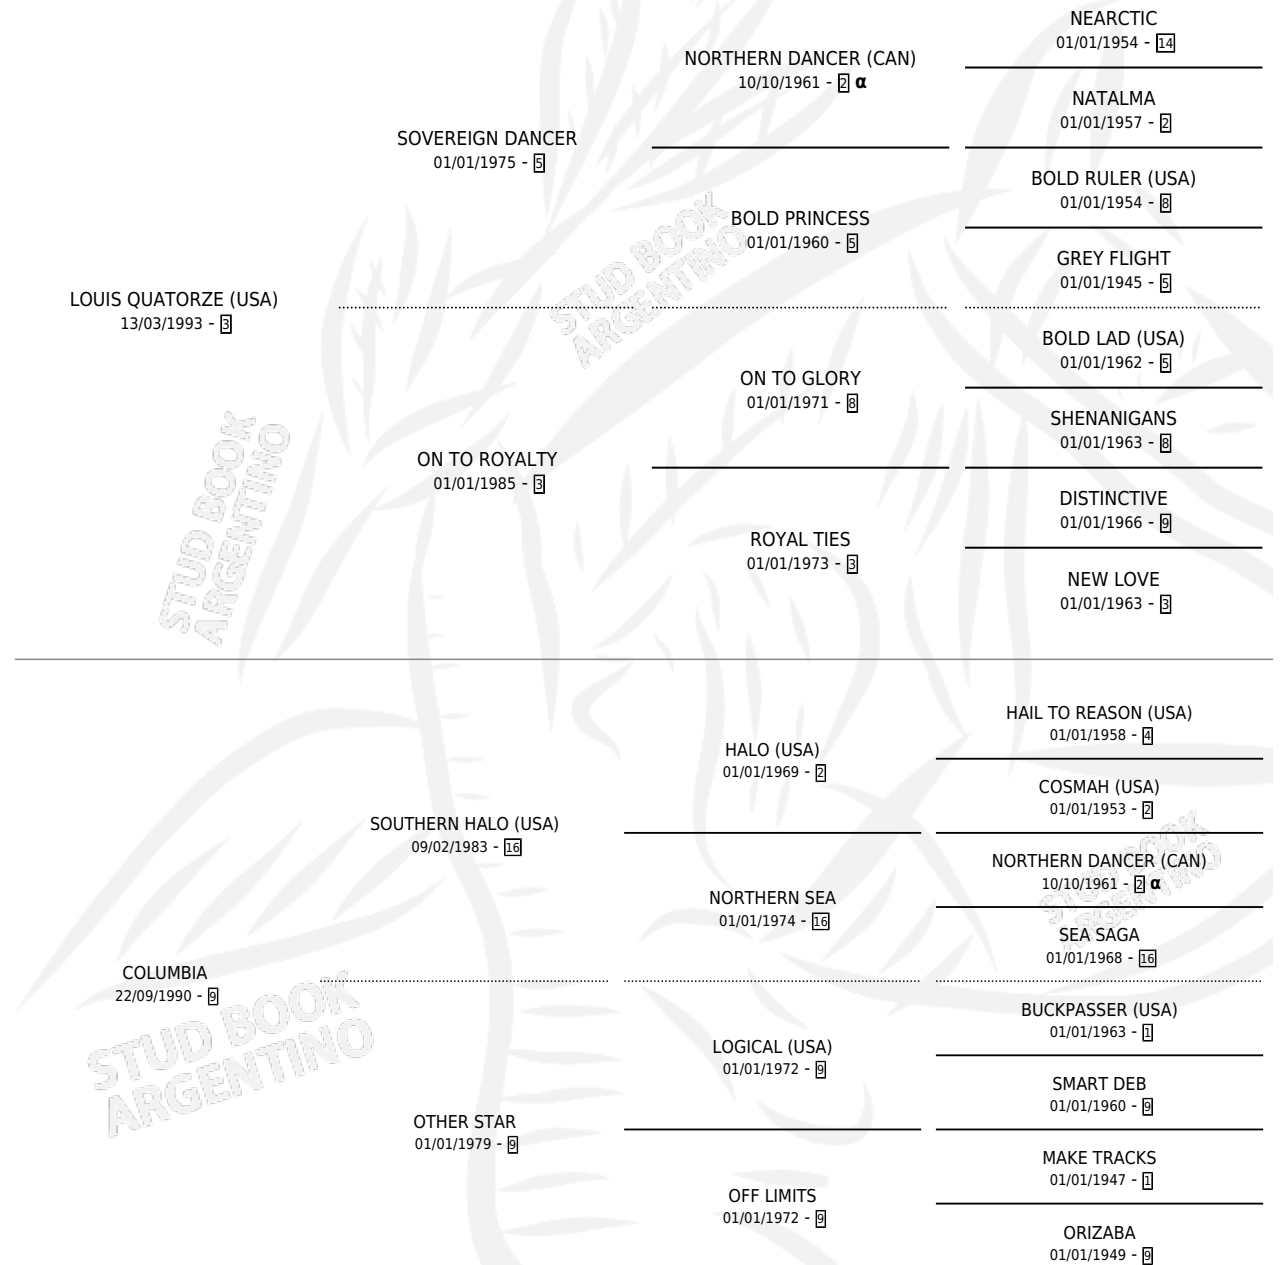 NEARCTIC
01/01/1954 - 14
NORTHERN DANCER (CAN)
10/10/1961 - 2 α
NATALMA
01/01/1957 - 2
SOVEREIGN DANCER
01/01/1975 - 5
BOLD RULER (USA)
01/01/1954 - 8
BOLD PRINCESS
01/01/1960 - 5
GREY FLIGHT
01/01/1945 - 5
LOUIS QUATORZE (USA)
13/03/1993 - 3
BOLD LAD (USA)
01/01/1962 - 5
ON TO GLORY
01/01/1971 - 8
SHENANIGANS
01/01/1963 - 8
ON TO ROYALTY
01/01/1985 - 3
DISTINCTIVE
01/01/1966 - 9
ROYAL TIES
01/01/1973 - 3
NEW LOVE
01/01/1963 - 3
HAIL TO REASON (USA)
01/01/1958 - 4
HALO (USA)
01/01/1969 - 2
COSMAH (USA)
01/01/1953 - 2
SOUTHERN HALO (USA)
09/02/1983 - 16
NORTHERN DANCER (CAN)
10/10/1961 - 2 α
NORTHERN SEA
01/01/1974 - 16
SEA SAGA
01/01/1968 - 16
COLUMBIA
22/09/1990 - 9
BUCKPASSER (USA)
01/01/1963 - 1
LOGICAL (USA)
01/01/1972 - 9
SMART DEB
01/01/1960 - 9
OTHER STAR
01/01/1979 - 9
MAKE TRACKS
01/01/1947 - 1
OFF LIMITS
01/01/1972 - 9
ORIZABA
01/01/1949 - 9
STUD BOOK
ARGENTINO
STUD BOOK
ARGENTINO
STUD BOOK
ARGENTINO
STUD BOOK
ARGENTINO